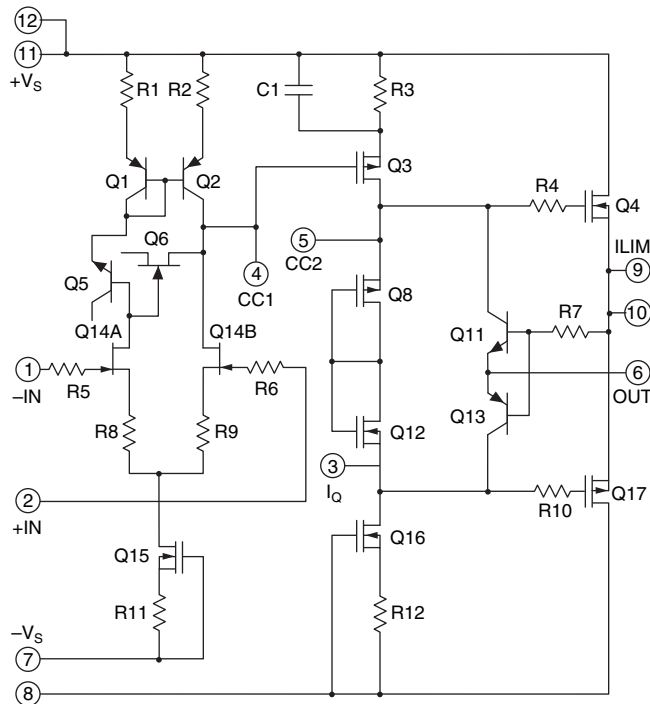 12
11
+VS
R1
R2
C1
R3
Q1
Q2
Q3
R4
Q4
Q6
5
CC2
ILIM
9
4
CC1
Q5
Q8
10
Q14A
Q14B
Q11
R7
1
–IN
R5
R6
6
OUT
Q13
R8
R9
Q12
3
IQ
2
+IN
R10
Q17
Q15
Q16
R11
R12
–VS
7
8